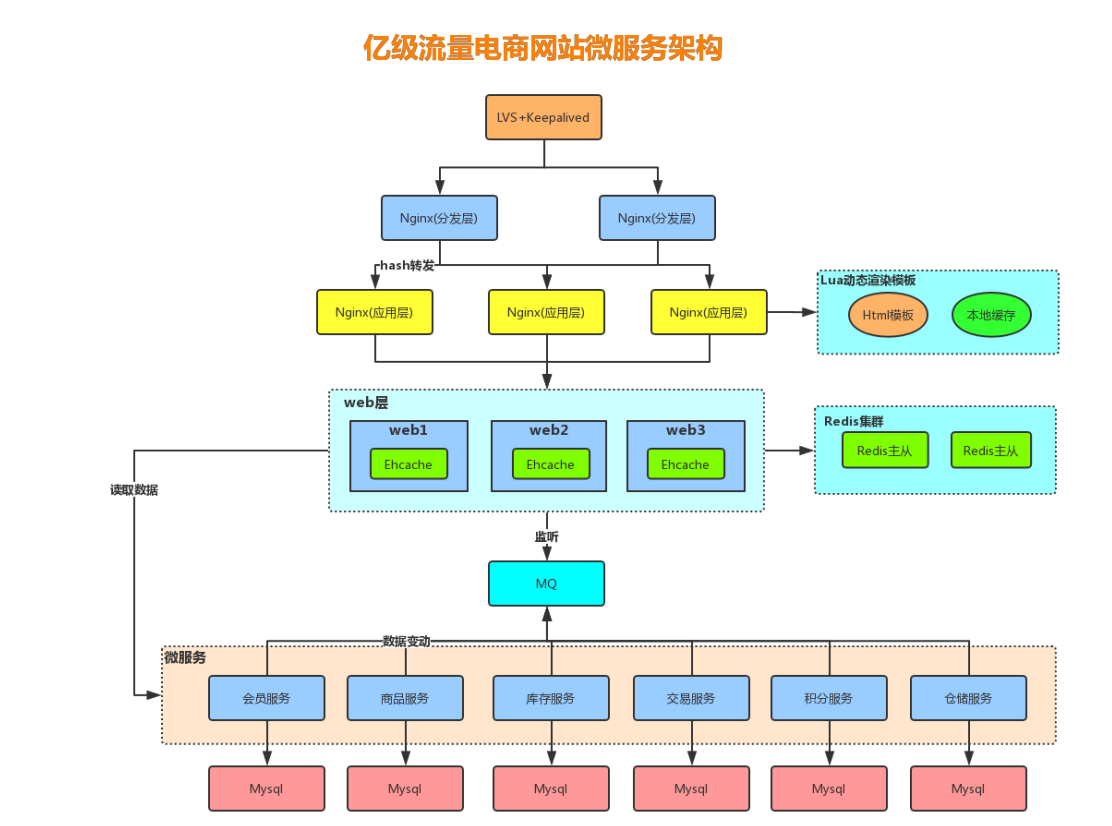 亿级流量电商网站微服务架构
LVS+Keepalived
Nginx(分发层)
Nginx(分发层)
hash转发
Nginx(应用层)
Nginx(应用层)
Nginx(应用层)
Lua动态渲染模板
Html模板
本地缓存
web层
web1
web2
web3
Ehcache
Ehcache
Ehcache
Redis集群
Redis主从
Redis主从
读取数据
监听
MQ
数据变动
微服务
会员服务
商品服务
库存服务
交易服务
积分服务
仓储服务
Mysql
Mysql
Mysql
Mysql
Mysql
Mysql